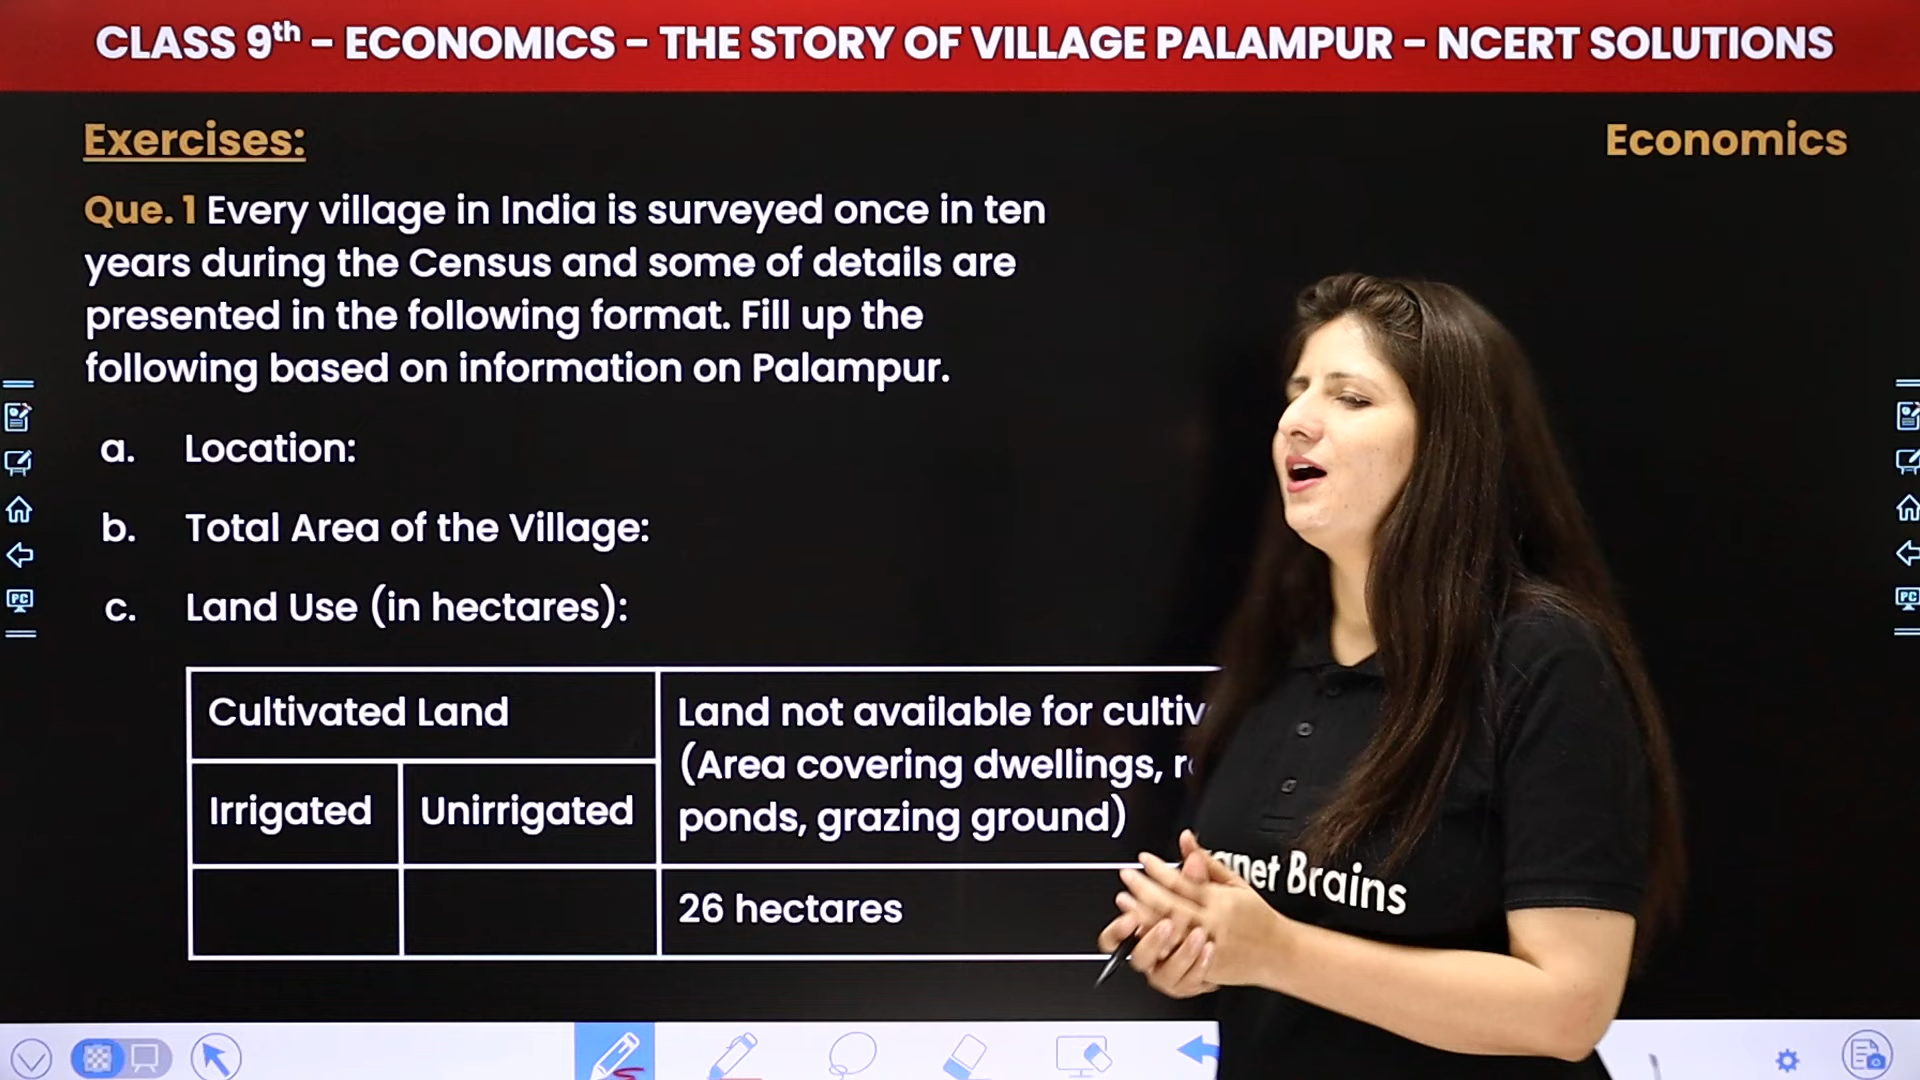 CLASS 9th - ECONOMICS - THE STORY OF VILLAGE PALAMPUR - NCERT SOLUTIONS
Exercises:
Economics
Que. 1 Every village in India is surveyed once in ten
years during the Census and some of details are
presented in the following format. Fill up the
following based on information on Palampur.
a. Location:
b. Total Area of the Village:
c. Land Use (in hectares):
Cultivated Land
Land not available for
(Area covering dwellings,
ponds, grazing ground)
Irrigated
Unirrigated
26 hectares
Brains
PC
PC